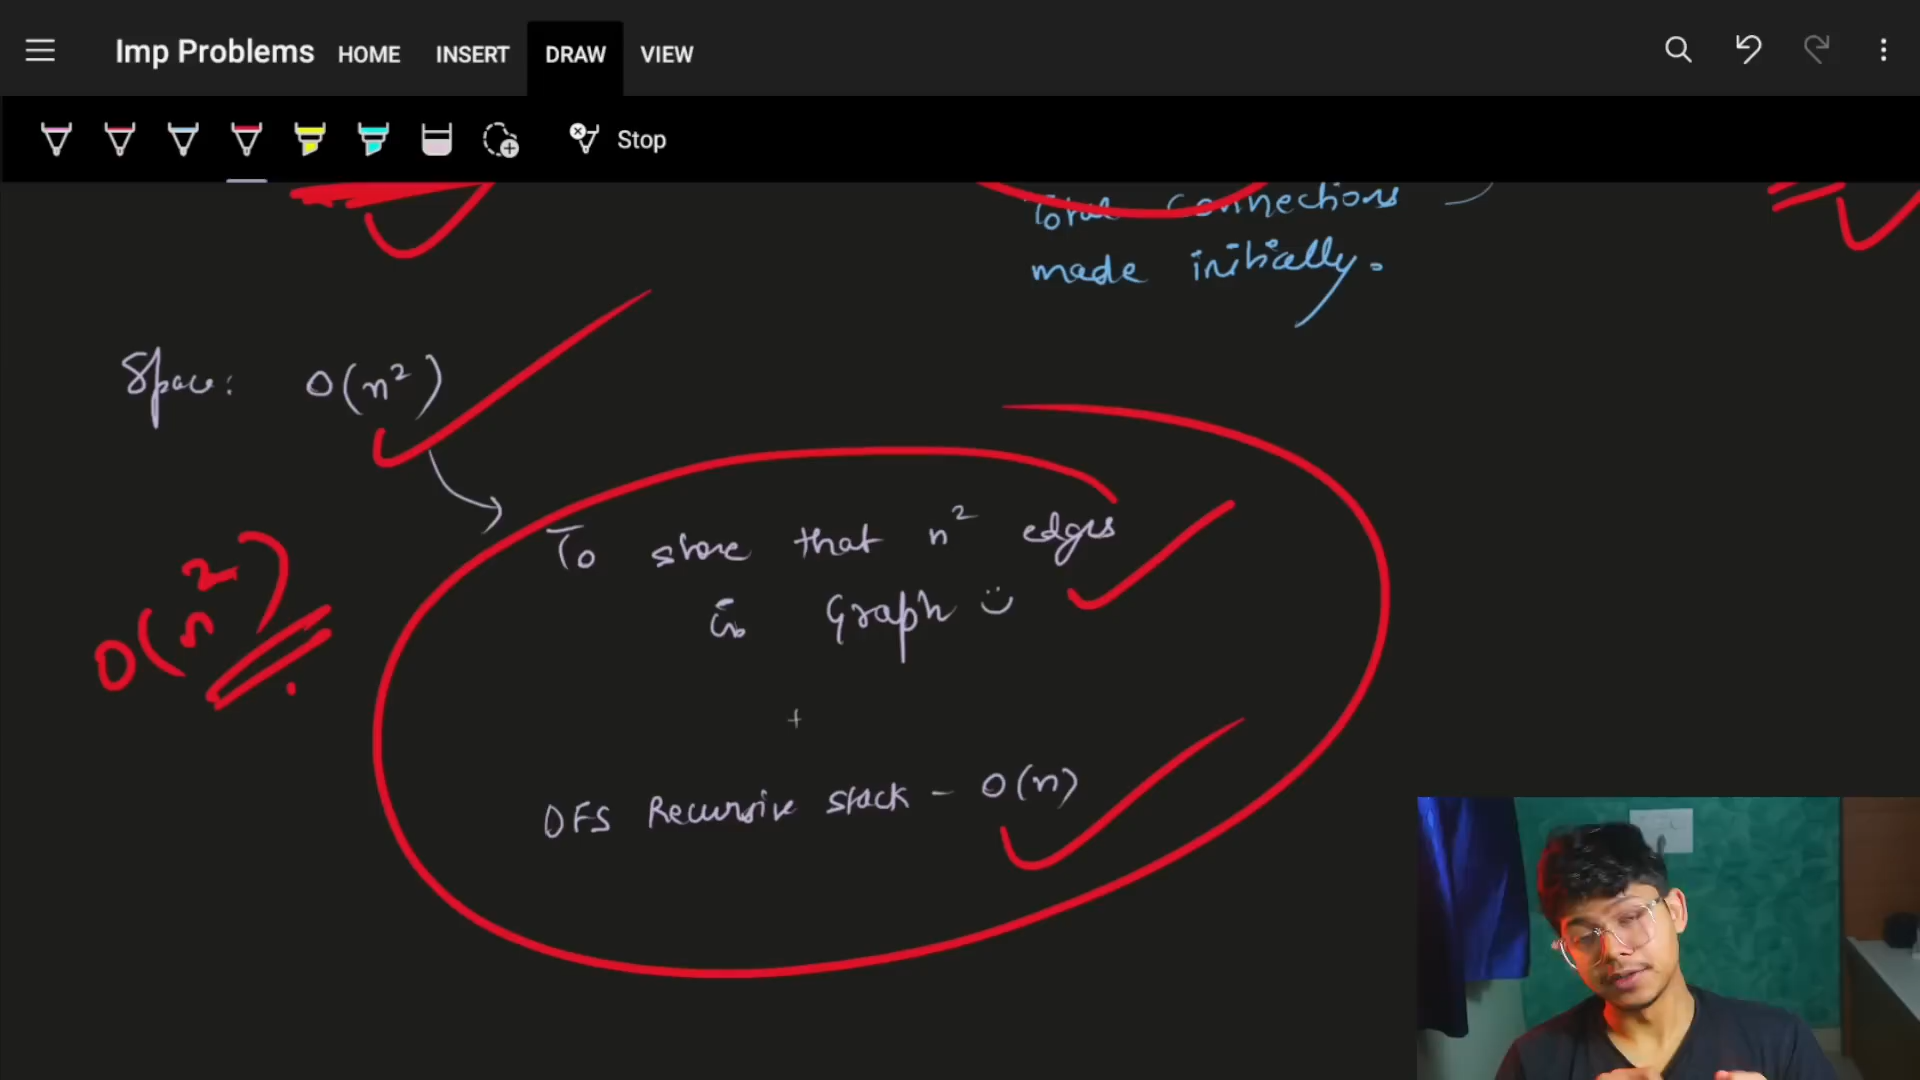 Imp Problems HOME INSERT DRAW VIEW
Stop
Total Connections
made initially.
Space: O(n²)
To store that n² edges
in Graph
O(n²)
+
DFS Recursive stack - O(n)